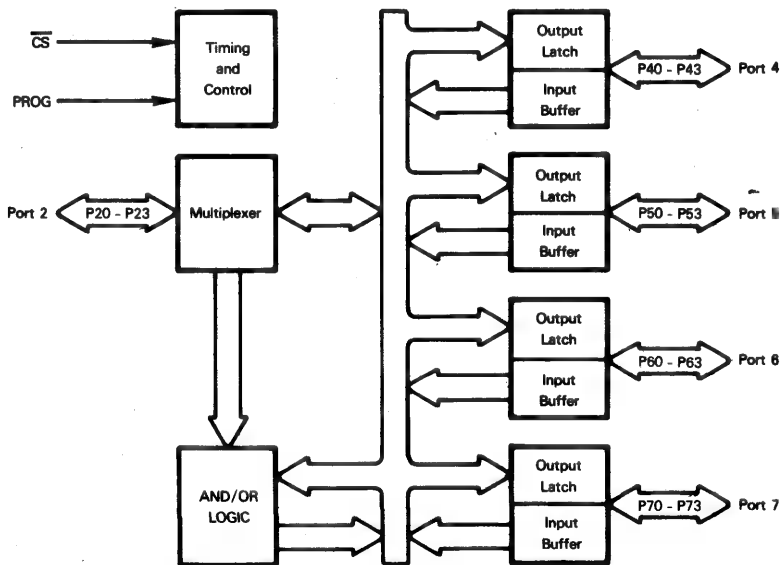 C̅S̅
PROG
Timing
and
Control
Output
Latch
Input
Buffer
P40 - P43
Port 4
Port 2
P20 - P23
Multiplexer
Output
Latch
Input
Buffer
P50 - P53
Port
Output
Latch
Input
Buffer
P60 - P63
Port 6
AND/OR
LOGIC
Output
Latch
Input
Buffer
P70 - P73
Port 7